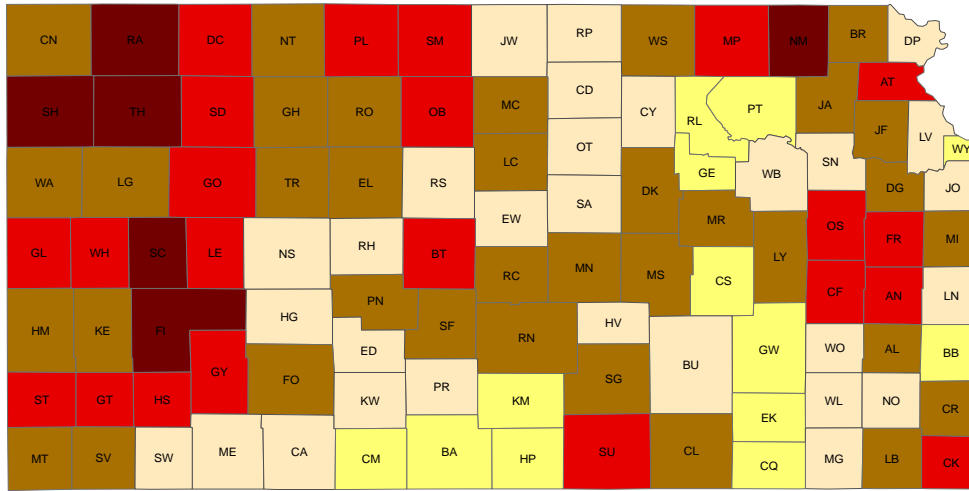 CN RA DC NT PL SM JW RP WS MP NM BR DP
SH TH SD GH RO OB MC CD CY RL PT JA AT
JF LV WY
WA LG GO TR EL RS LC OT DK GE WB SN DG JO
EW SA MR
GL WH SC LE NS RH BT RC MN MS CS LY OS FR MI
HM KE FI HG PN SF RN HV CF AN LN
ED BU GW WO AL BB
ST GT HS GY FO KW PR KM SG EK WL NO CR
MT SV SW ME CA CM BA HP SU CL CQ MG LB CK